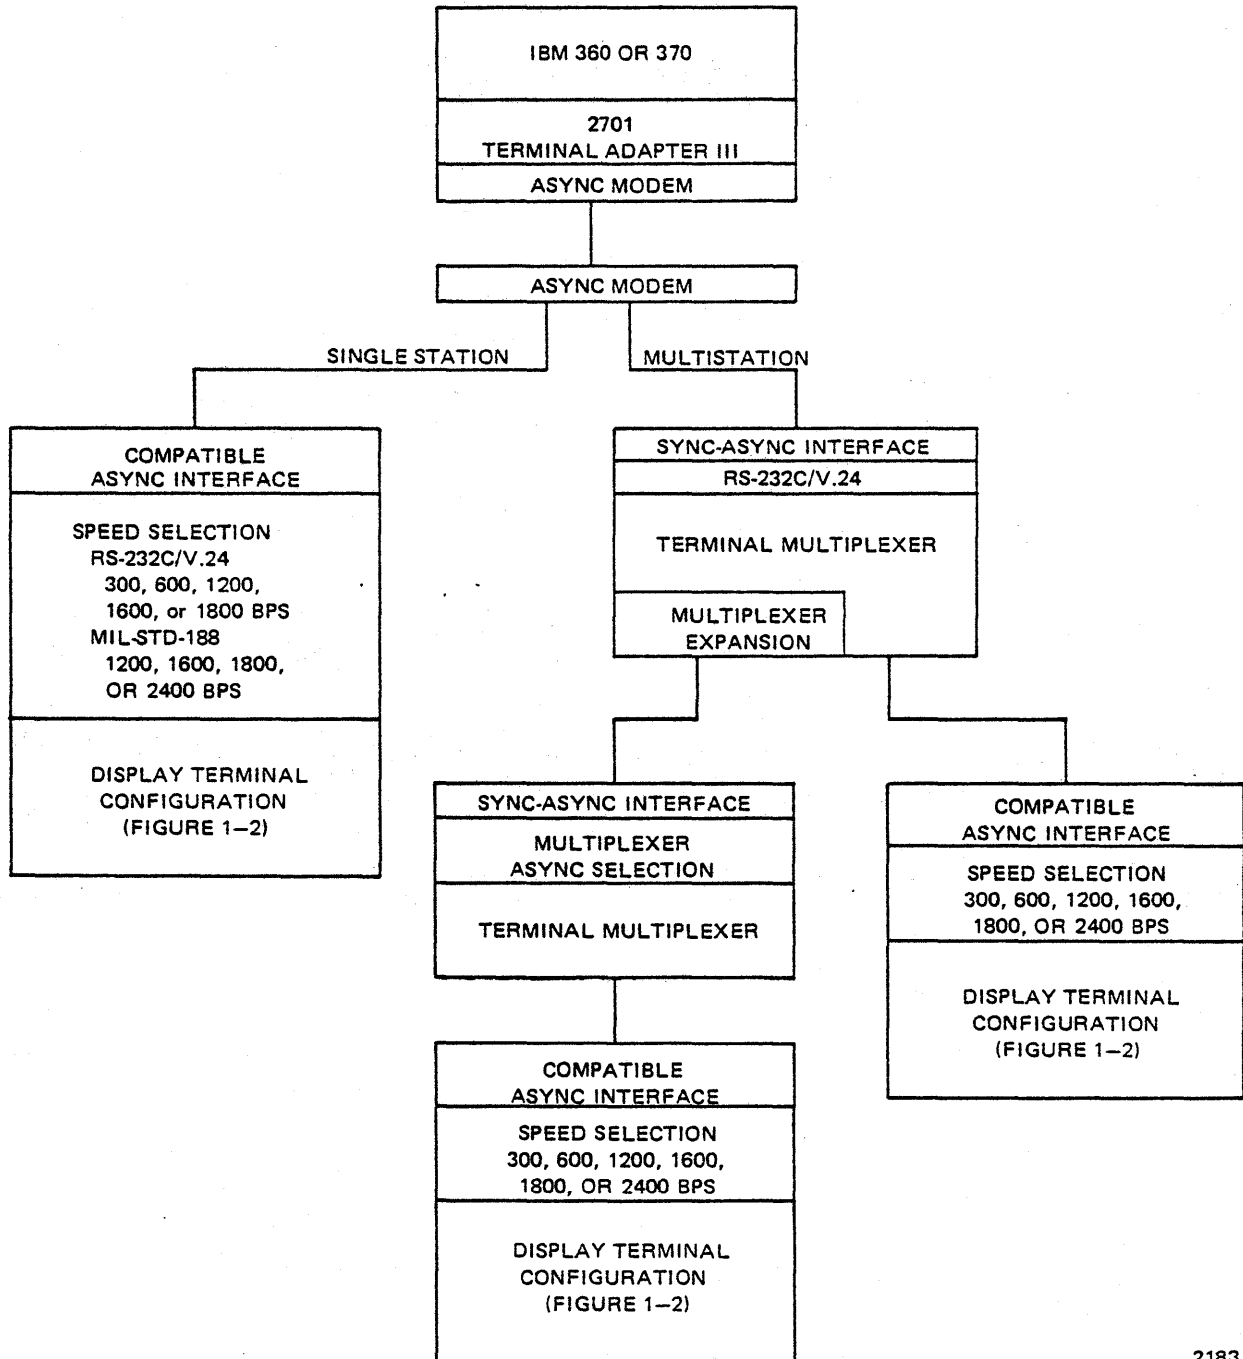 IBM 360 OR 370
2701
TERMINAL ADAPTER III
ASYNC MODEM
ASYNC MODEM
SINGLE STATION
MULTISTATION
COMPATIBLE
ASYNC INTERFACE
SPEED SELECTION
RS-232C/V.24
300, 600, 1200,
1600, or 1800 BPS
MIL-STD-188
1200, 1600, 1800,
OR 2400 BPS
DISPLAY TERMINAL
CONFIGURATION
(FIGURE 1–2)
SYNC-ASYNC INTERFACE
RS-232C/V.24
TERMINAL MULTIPLEXER
MULTIPLEXER
EXPANSION
SYNC-ASYNC INTERFACE
MULTIPLEXER
ASYNC SELECTION
TERMINAL MULTIPLEXER
COMPATIBLE
ASYNC INTERFACE
SPEED SELECTION
300, 600, 1200, 1600,
1800, OR 2400 BPS
DISPLAY TERMINAL
CONFIGURATION
(FIGURE 1–2)
COMPATIBLE
ASYNC INTERFACE
SPEED SELECTION
300, 600, 1200, 1600,
1800, OR 2400 BPS
DISPLAY TERMINAL
CONFIGURATION
(FIGURE 1–2)
2183